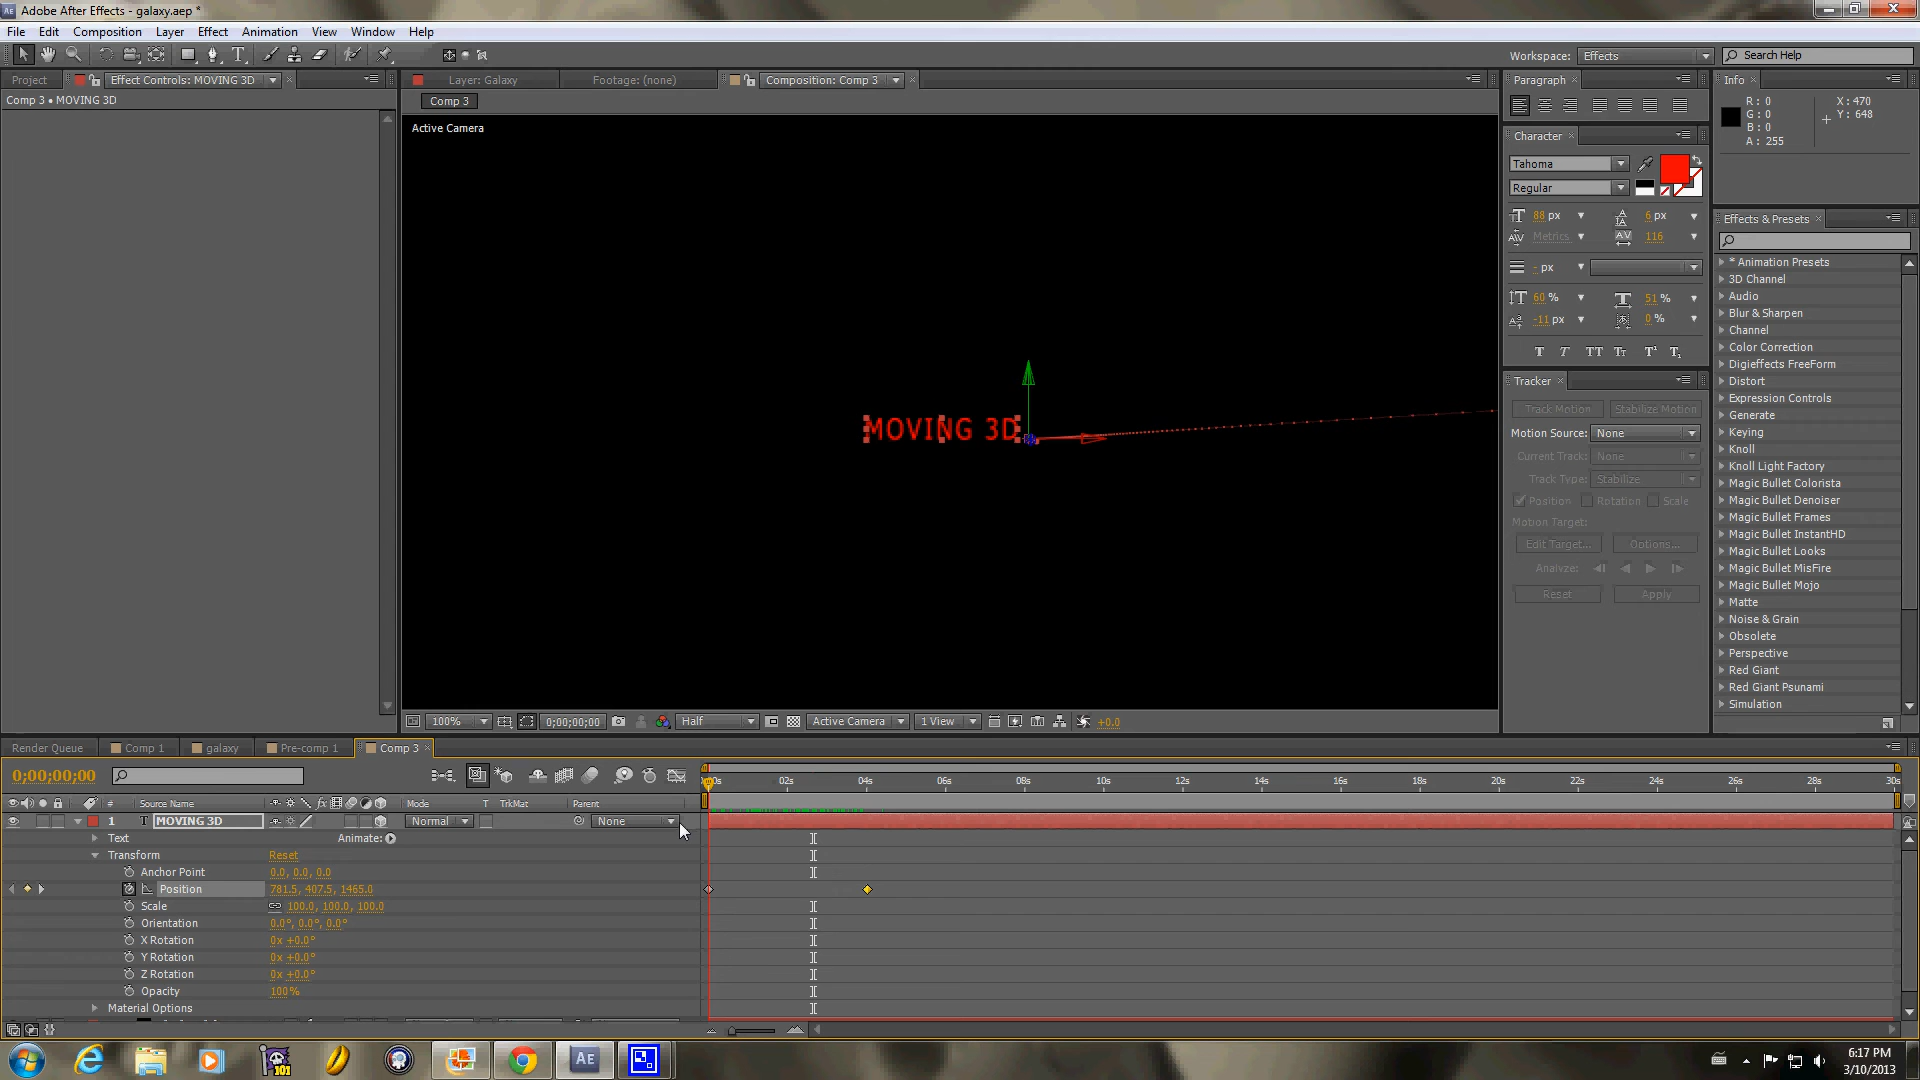 Adobe After Effects - galaxy.aep *
File Edit Composition Layer Effect Animation View Window Help
Workspace: Effects Search Help
Project Effect Controls: MOVING 3D Layer: Galaxy Footage: (none) Composition: Comp 3
Comp 3 • MOVING 3D
Comp 3
Active Camera
MOVING 3D
100% 0;00;00;00 Half Active Camera 1 View +0.0
Paragraph
Character
Tahoma
Regular
88 px 6 px
Metrics 116
- px
60 % 51 %
-11 px 0 %
T T TT Tt T¹ T₁
Tracker
Track Motion Stabilize Motion
Motion Source: None
Current Track: None
Track Type: Stabilize
Position Rotation Scale
Motion Target:
Edit Target... Options...
Analyze:
Reset Apply
Info
R: 0 X: 470
G: 0 Y: 648
B: 0
A: 255
Effects & Presets
* Animation Presets
3D Channel
Audio
Blur & Sharpen
Channel
Color Correction
Digieffects FreeForm
Distort
Expression Controls
Generate
Keying
Knoll
Knoll Light Factory
Magic Bullet Colorista
Magic Bullet Denoiser
Magic Bullet Frames
Magic Bullet InstantHD
Magic Bullet Looks
Magic Bullet MisFire
Magic Bullet Mojo
Matte
Noise & Grain
Obsolete
Perspective
Red Giant
Red Giant Psunami
Simulation
Render Queue Comp 1 galaxy Pre-comp 1 Comp 3
0;00;00;00
02s 04s 06s 08s 10s 12s 14s 16s 18s 20s 22s 24s 26s 28s 30s
# Source Name Mode T TrkMat Parent
1 T MOVING 3D Normal None
Text Animate:
Transform Reset
Anchor Point 0.0, 0.0, 0.0
Position 781.5, 407.5, 1465.0
Scale 100.0, 100.0, 100.0
Orientation 0.0°, 0.0°, 0.0°
X Rotation 0x +0.0°
Y Rotation 0x +0.0°
Z Rotation 0x +0.0°
Opacity 100%
Material Options
101
Ae
6:17 PM
3/10/2013